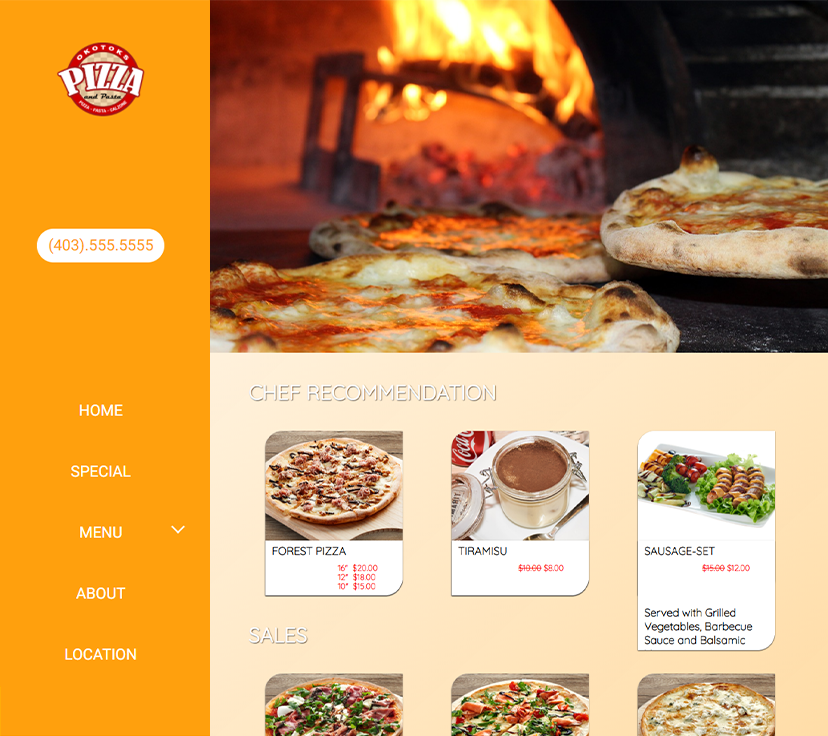 OKOTOKS
PIZZA
and Pasta
PIZZA - PASTA - CALZONE
(403).555.5555
HOME
SPECIAL
MENU
ABOUT
LOCATION
CHEF RECOMMENDATION
FOREST PIZZA
16" $20.00
12" $18.00
10" $15.00
TIRAMISU
$10.00 $8.00
SAUSAGE-SET
$15.00 $12.00
Served with Grilled
Vegetables, Barbecue
Sauce and Balsamic
SALES